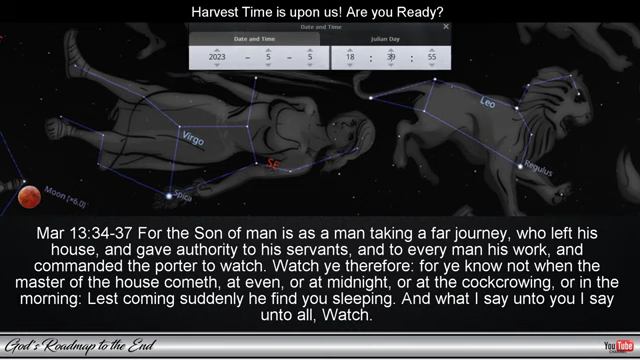 Harvest Time is upon us! Are you Ready?
Date and Time
Date and Time
Julian Day
2023 - 5 - 5
18 : 39 : 55
Leo
Virgo
SE
Regulus
Moon (×6.0)
Spica
Mar 13:34-37 For the Son of man is as a man taking a far journey, who left his
house, and gave authority to his servants, and to every man his work, and
commanded the porter to watch. Watch ye therefore: for ye know not when the
master of the house cometh, at even, or at midnight, or at the cockcrowing, or in the
morning: Lest coming suddenly he find you sleeping. And what I say unto you I say
unto all, Watch.
God's Roadmap to the End
YouTube